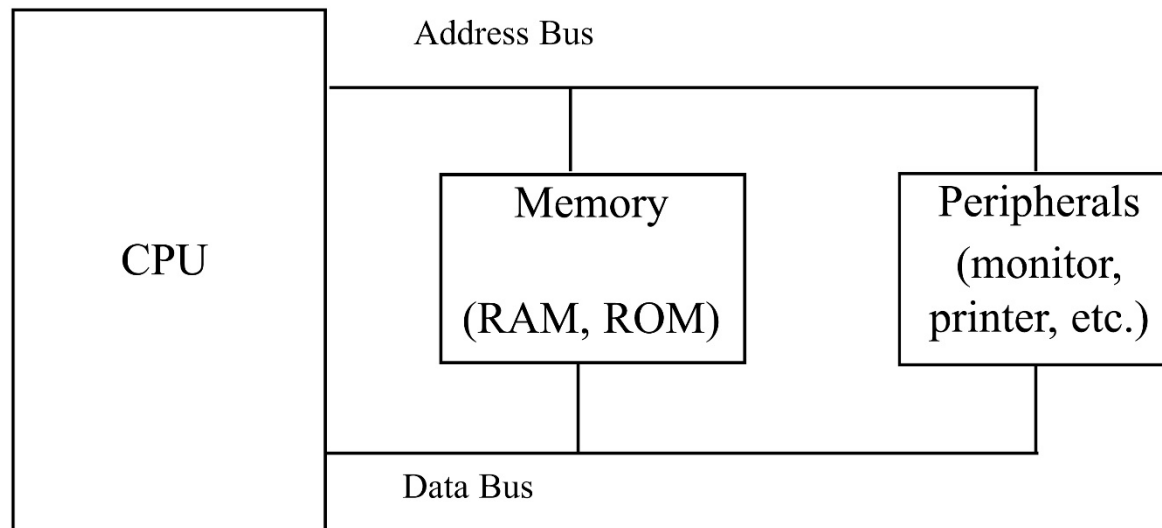 Address Bus
CPU
Memory
(RAM, ROM)
Peripherals
(monitor,
printer, etc.)
Data Bus